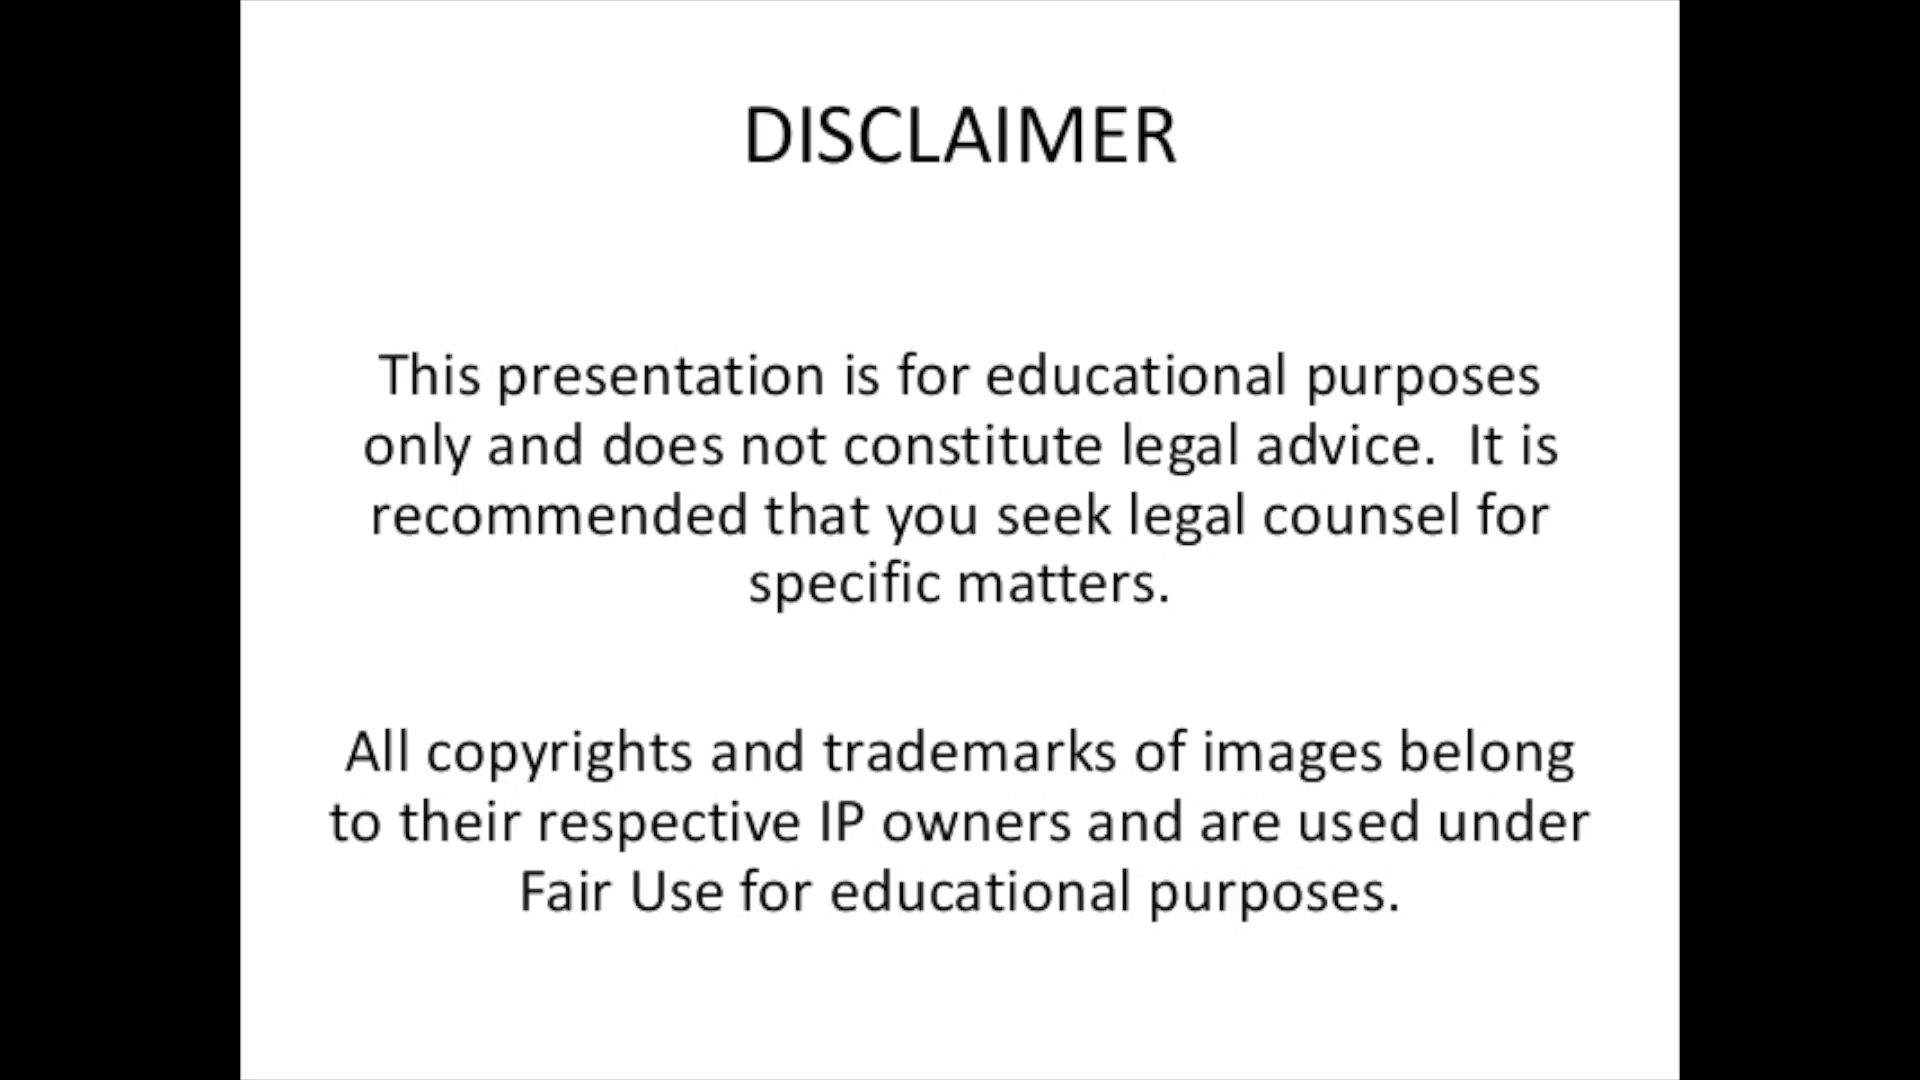 DISCLAIMER
This presentation is for educational purposes
only and does not constitute legal advice.  It is
recommended that you seek legal counsel for
specific matters.
All copyrights and trademarks of images belong
to their respective IP owners and are used under
Fair Use for educational purposes.